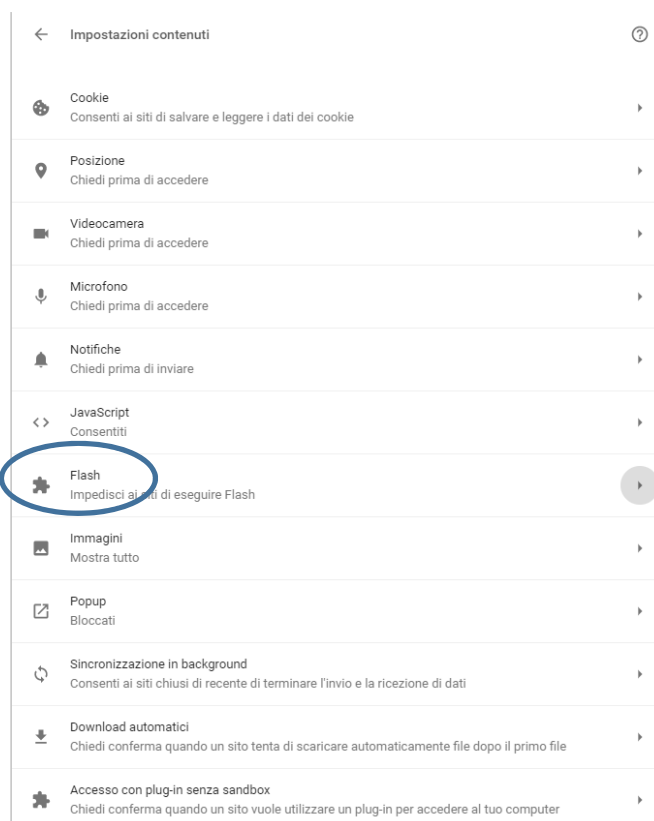 Impostazioni contenuti
Cookie
Consenti ai siti di salvare e leggere i dati dei cookie
Posizione
Chiedi prima di accedere
Videocamera
Chiedi prima di accedere
Microfono
Chiedi prima di accedere
Notifiche
Chiedi prima di inviare
JavaScript
Consentiti
Flash
Impedisci ai siti di eseguire Flash
Immagini
Mostra tutto
Popup
Bloccati
Sincronizzazione in background
Consenti ai siti chiusi di recente di terminare l'invio e la ricezione di dati
Download automatici
Chiedi conferma quando un sito tenta di scaricare automaticamente file dopo il primo file
Accesso con plug-in senza sandbox
Chiedi conferma quando un sito vuole utilizzare un plug-in per accedere al tuo computer